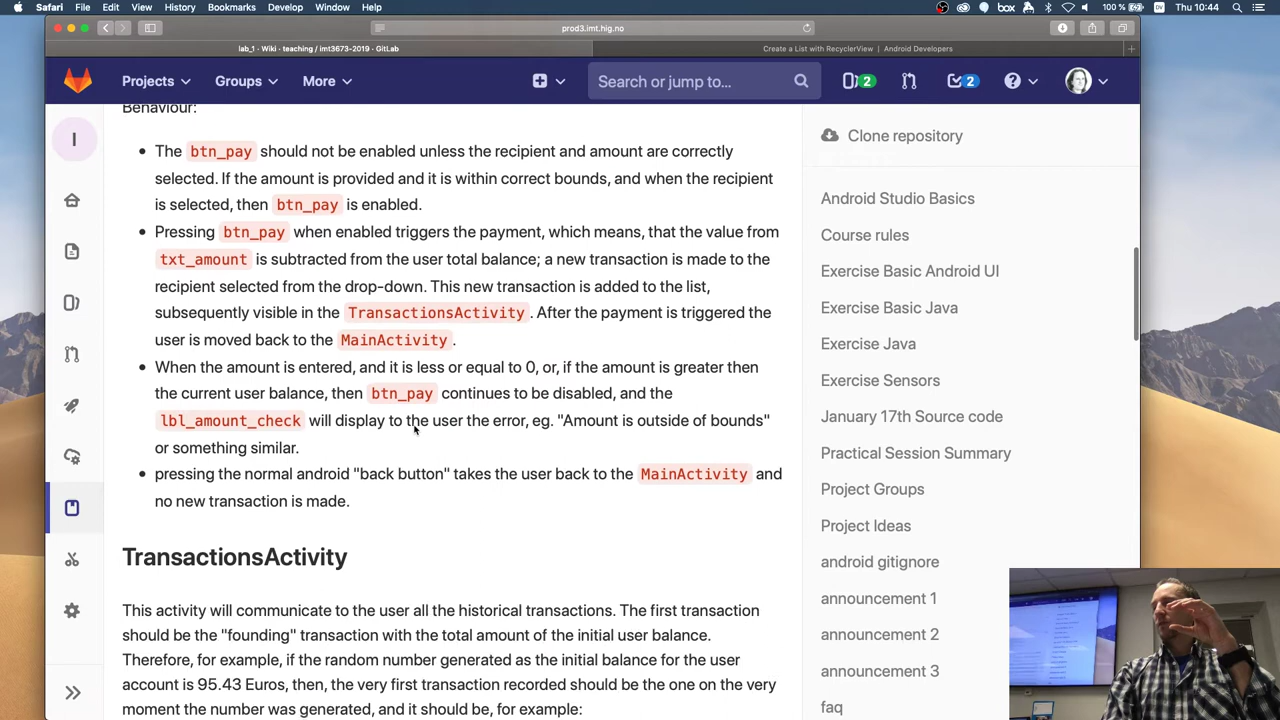 Safari File Edit View History Bookmarks Develop Window Help
box 100 % Thu 10:44
prod3.imt.hig.no
lab_1 · Wiki · teaching / imt3673-2019 · GitLab
Create a List with RecyclerView | Android Developers
Projects Groups More
Search or jump to...
2
2
Behaviour:
I
The btn_pay should not be enabled unless the recipient and amount are correctly
selected. If the amount is provided and it is within correct bounds, and when the recipient
is selected, then btn_pay is enabled.
Pressing btn_pay when enabled triggers the payment, which means, that the value from
txt_amount is subtracted from the user total balance; a new transaction is made to the
recipient selected from the drop-down. This new transaction is added to the list,
subsequently visible in the TransactionsActivity. After the payment is triggered the
user is moved back to the MainActivity.
When the amount is entered, and it is less or equal to 0, or, if the amount is greater then
the current user balance, then btn_pay continues to be disabled, and the
lbl_amount_check will display to the user the error, eg. "Amount is outside of bounds"
or something similar.
pressing the normal android "back button" takes the user back to the MainActivity and
no new transaction is made.
TransactionsActivity
This activity will communicate to the user all the historical transactions. The first transaction
should be the "founding" transaction with the total amount of the initial user balance.
Therefore, for example, if the random number generated as the initial balance for the user
account is 95.43 Euros, then, the very first transaction recorded should be the one on the very
moment the number was generated, and it should be, for example:
Clone repository
Android Studio Basics
Course rules
Exercise Basic Android UI
Exercise Basic Java
Exercise Java
Exercise Sensors
January 17th Source code
Practical Session Summary
Project Groups
Project Ideas
android gitignore
announcement 1
announcement 2
announcement 3
faq